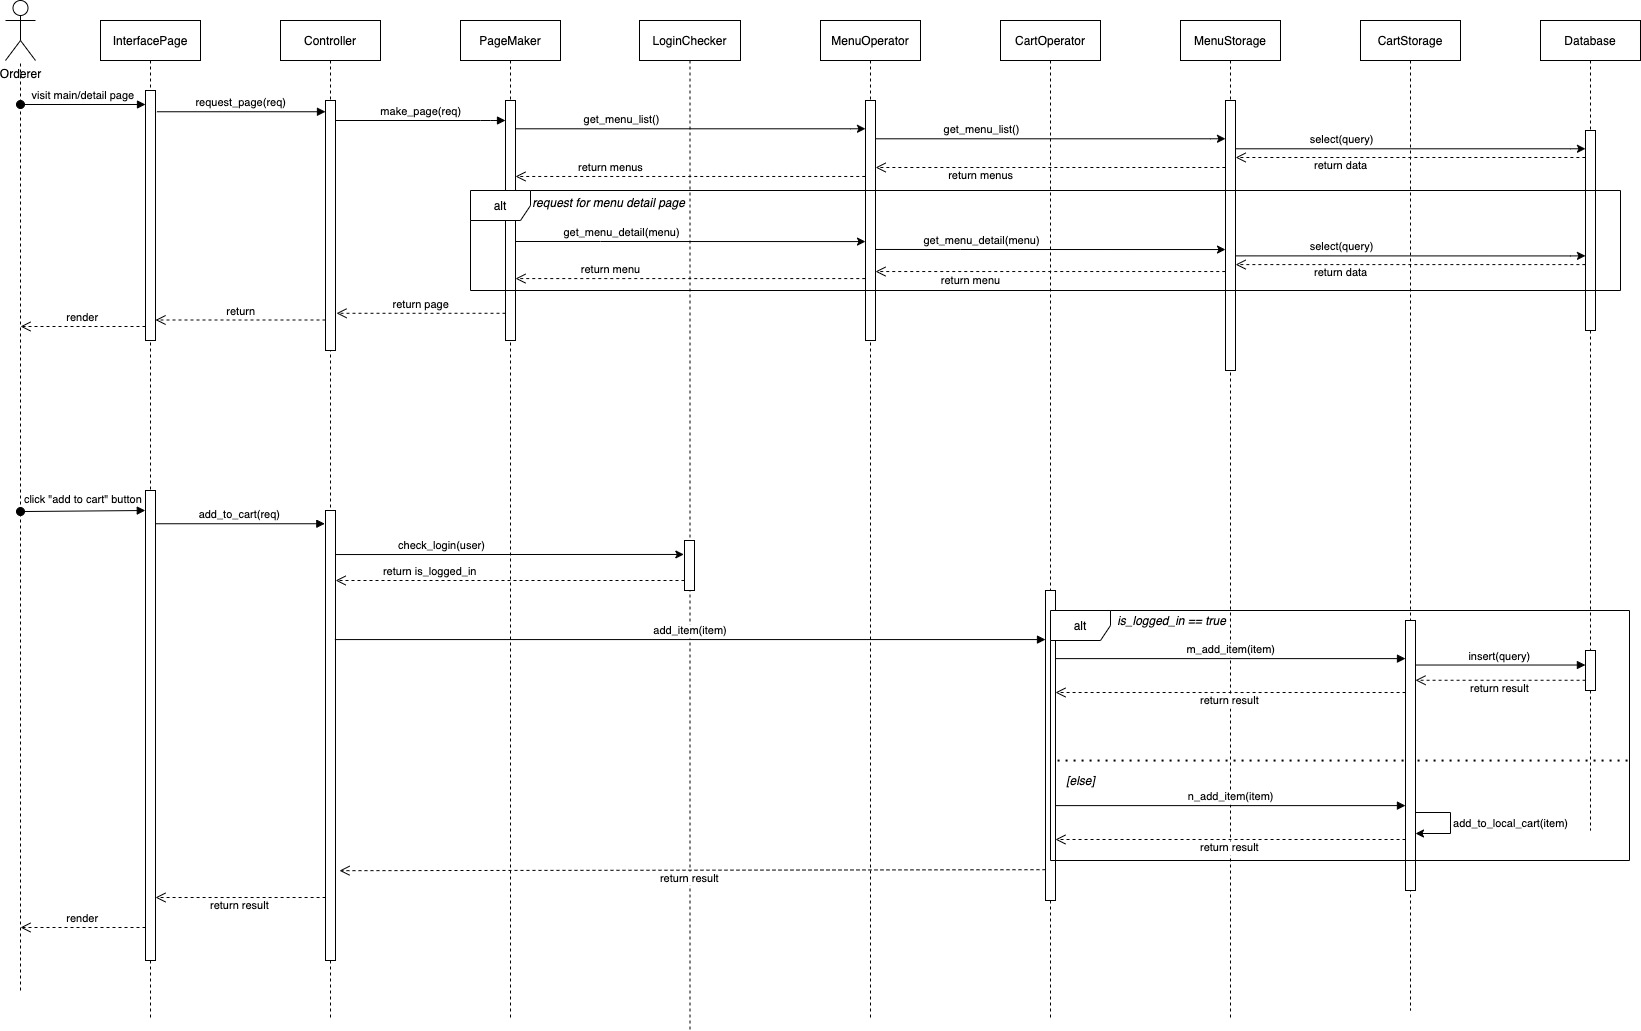 Orderer
InterfacePage
Controller
PageMaker
LoginChecker
MenuOperator
CartOperator
MenuStorage
CartStorage
Database
visit main/detail page
request_page(req)
make_page(req)
get_menu_list()
get_menu_list()
select(query)
return data
return menus
return menus
alt
request for menu detail page
get_menu_detail(menu)
get_menu_detail(menu)
select(query)
return data
return menu
return menu
return page
return
render
click "add to cart" button
add_to_cart(req)
check_login(user)
return is_logged_in
add_item(item)
alt
is_logged_in == true
m_add_item(item)
insert(query)
return result
return result
[else]
n_add_item(item)
add_to_local_cart(item)
return result
return result
return result
render